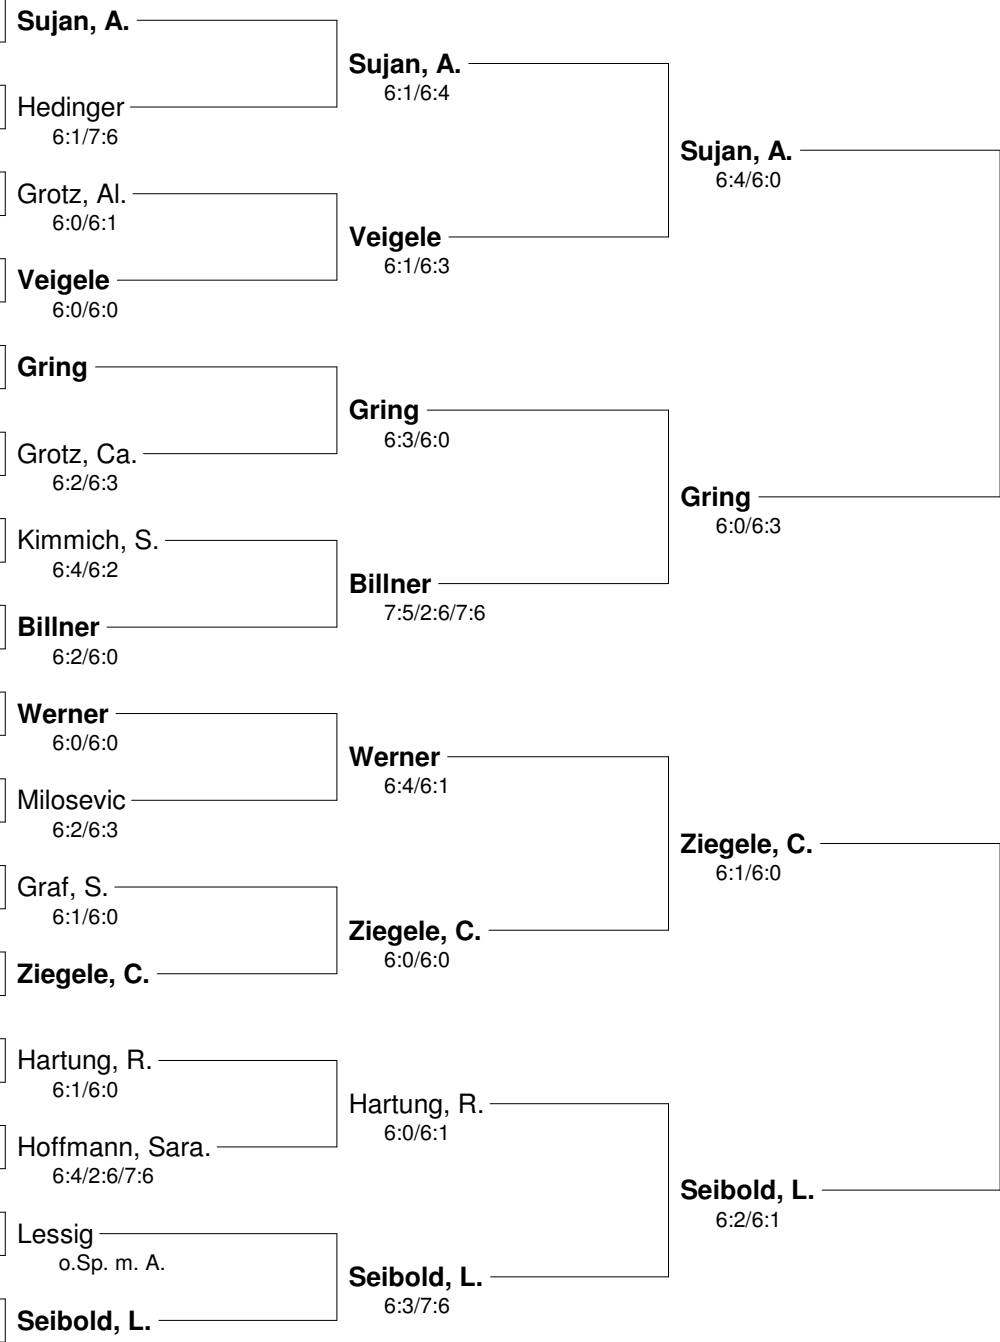 Sujan, A.
Hedinger
6:1/7:6
Grotz, Al.
6:0/6:1
Veigele
6:0/6:0
Gring
Grotz, Ca.
6:2/6:3
Kimmich, S.
6:4/6:2
Billner
6:2/6:0
Werner
6:0/6:0
Milosevic
6:2/6:3
Graf, S.
6:1/6:0
Ziegele, C.
Hartung, R.
6:1/6:0
Hoffmann, Sara.
6:4/2:6/7:6
Lessig
o.Sp. m. A.
Seibold, L.
Sujan, A.
6:1/6:4
Veigele
6:1/6:3
Gring
6:3/6:0
Billner
7:5/2:6/7:6
Werner
6:4/6:1
Ziegele, C.
6:0/6:0
Hartung, R.
6:0/6:1
Seibold, L.
6:3/7:6
Sujan, A.
6:4/6:0
Gring
6:0/6:3
Ziegele, C.
6:1/6:0
Seibold, L.
6:2/6:1